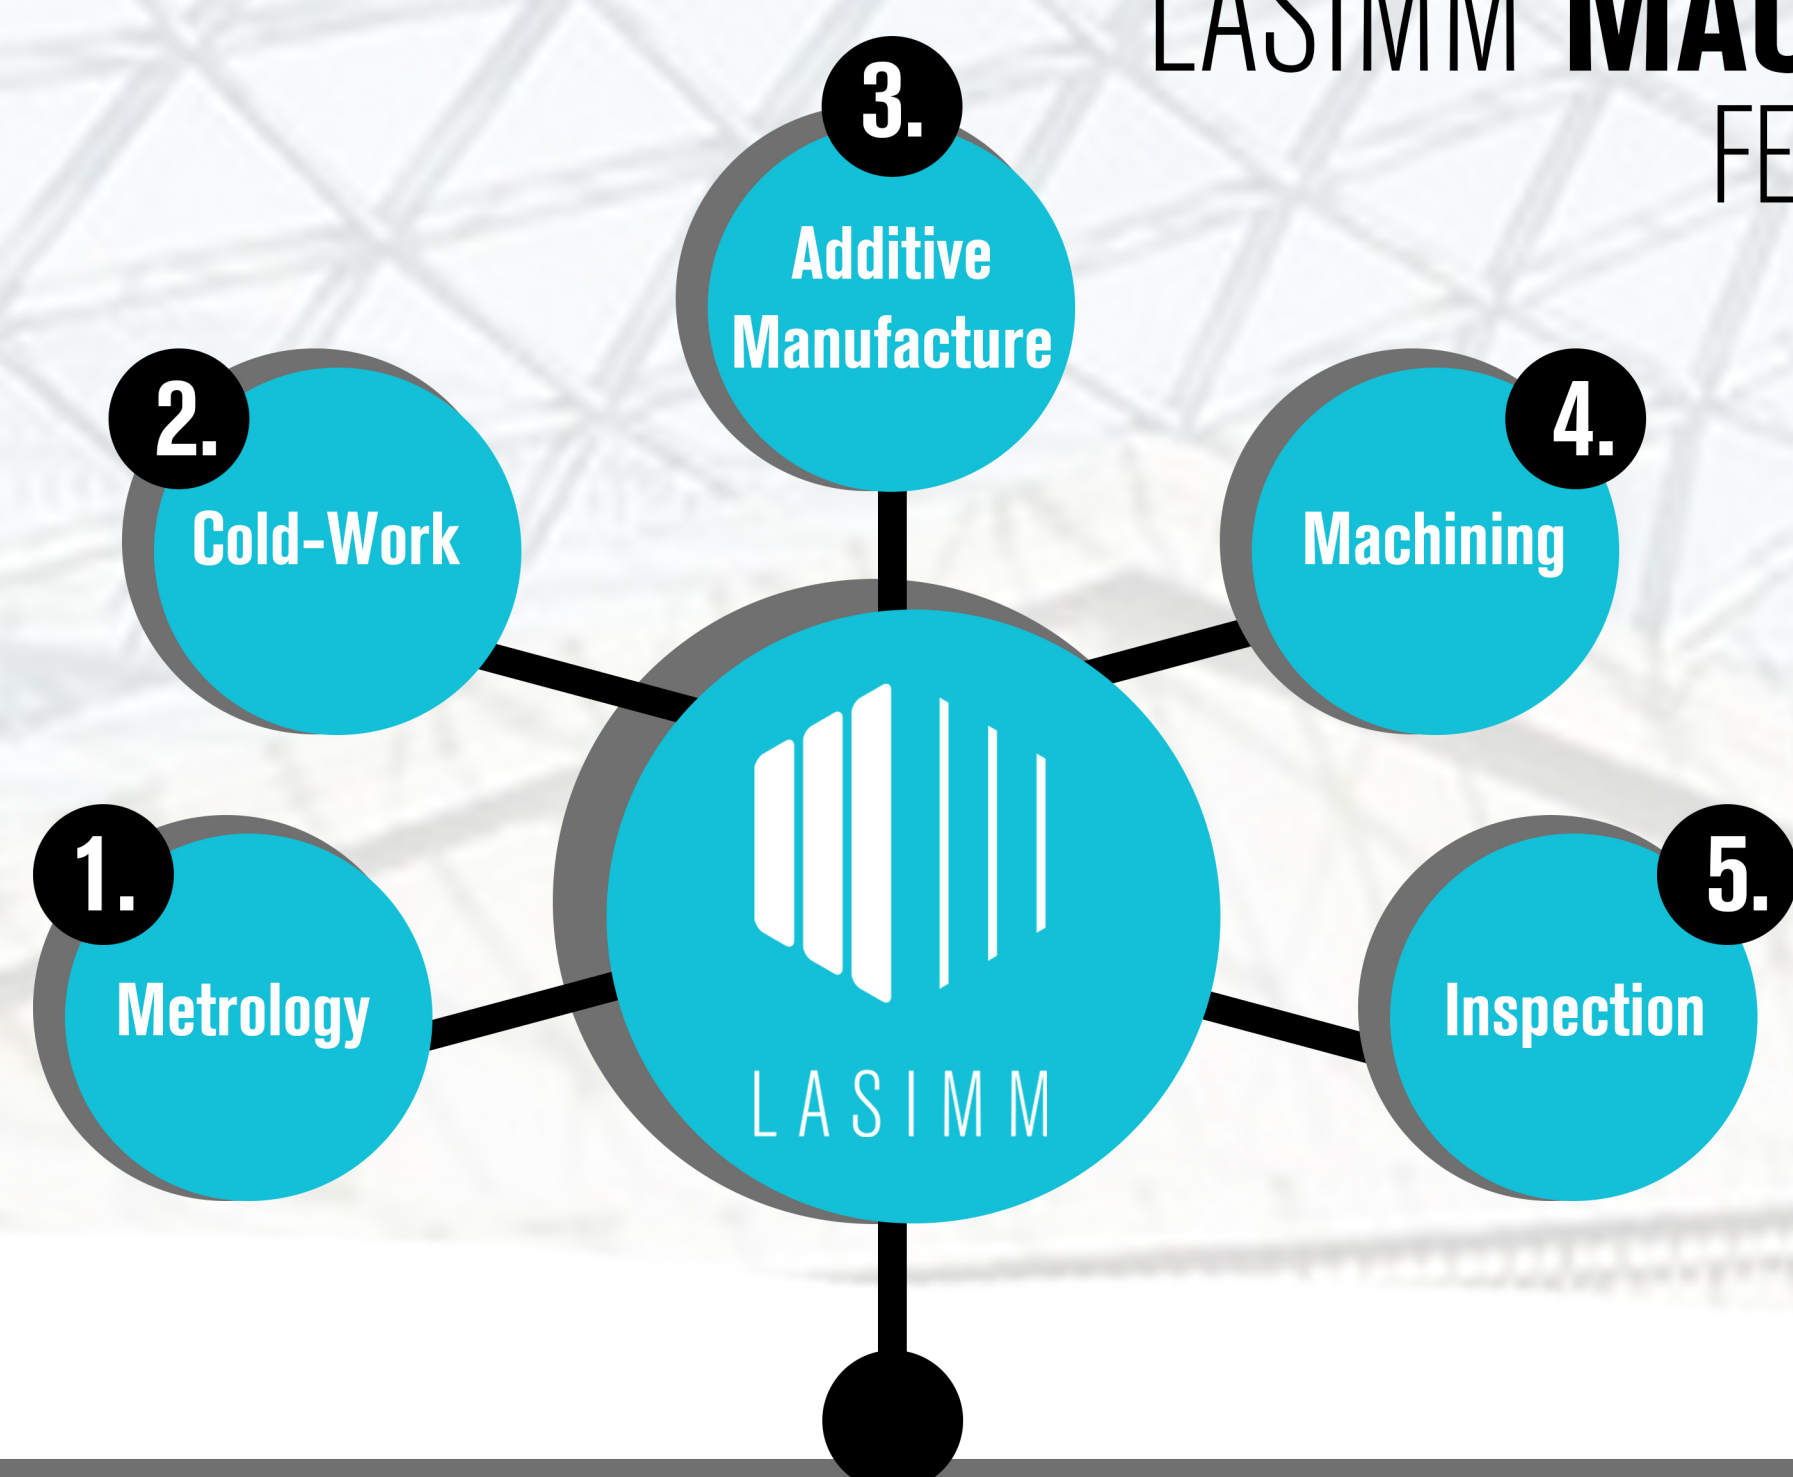 LASIMM
3.
Additive
Manufacture
2.
Cold-Work
4.
Machining
1.
Metrology
5.
Inspection
LASIMM